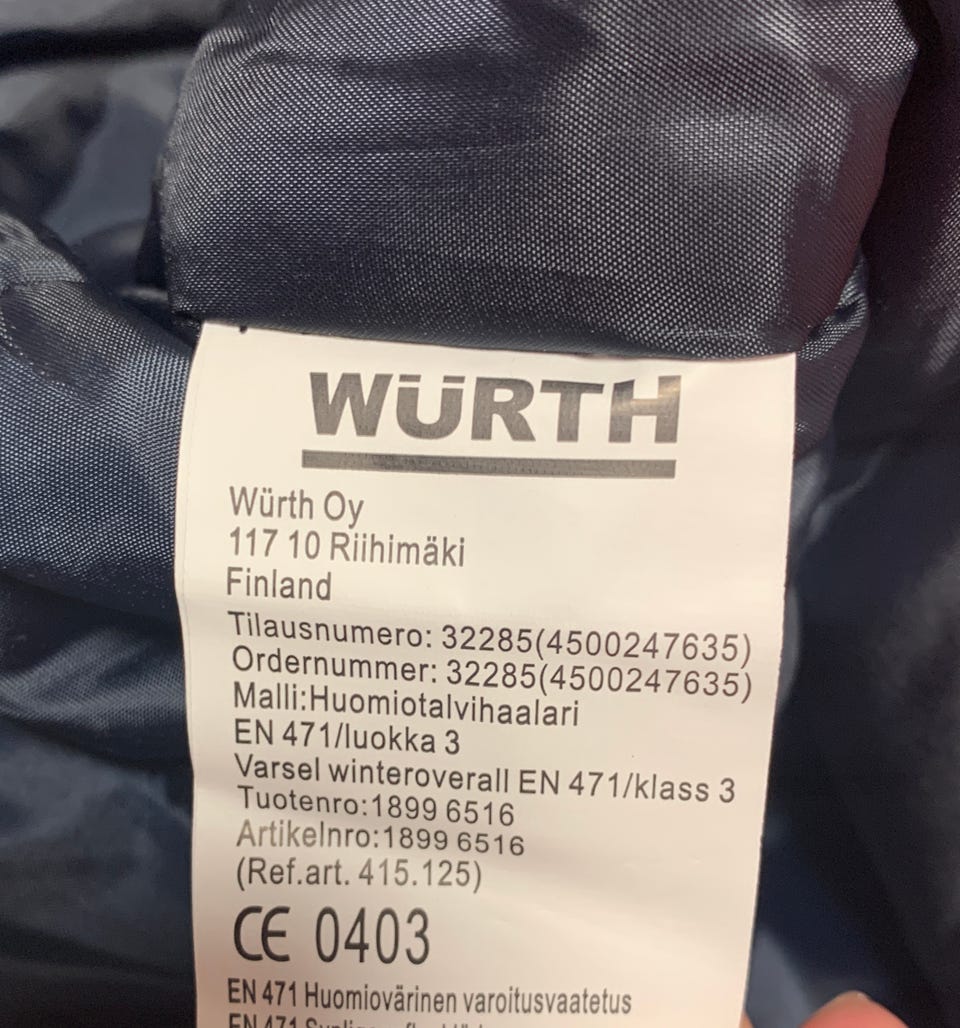 WÜRTH
Würth Oy
117 10 Riihimäki
Finland
Tilausnumero: 32285(4500247635)
Ordernummer: 32285(4500247635)
Malli:Huomiotalvihaalari
EN 471/luokka 3
Varsel winteroverall EN 471/klass 3
Tuotenro:1899 6516
Artikelnro:1899 6516
(Ref.art. 415.125)
CE 0403
EN 471 Huomiovärinen varoitusvaatetus
EN 471